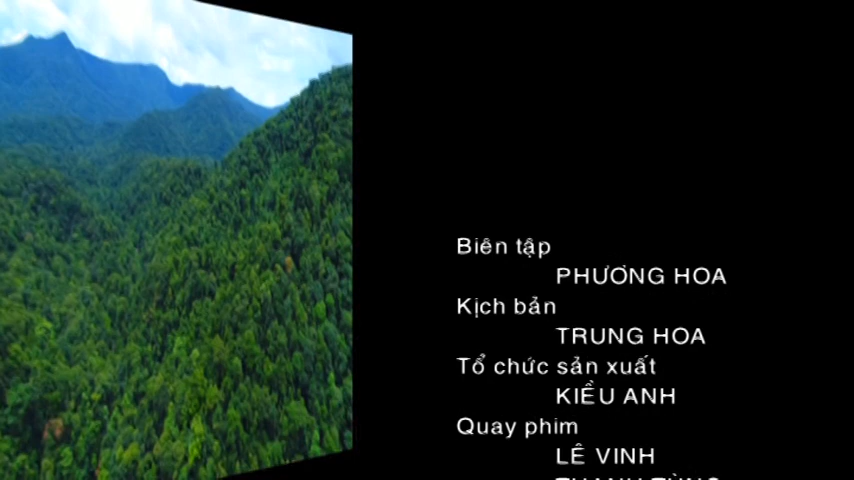 Biên tập
PHƯƠNG HOA
Kịch bản
TRUNG HOA
Tổ chức sản xuất
KIỀU ANH
Quay phim
LÊ VINH